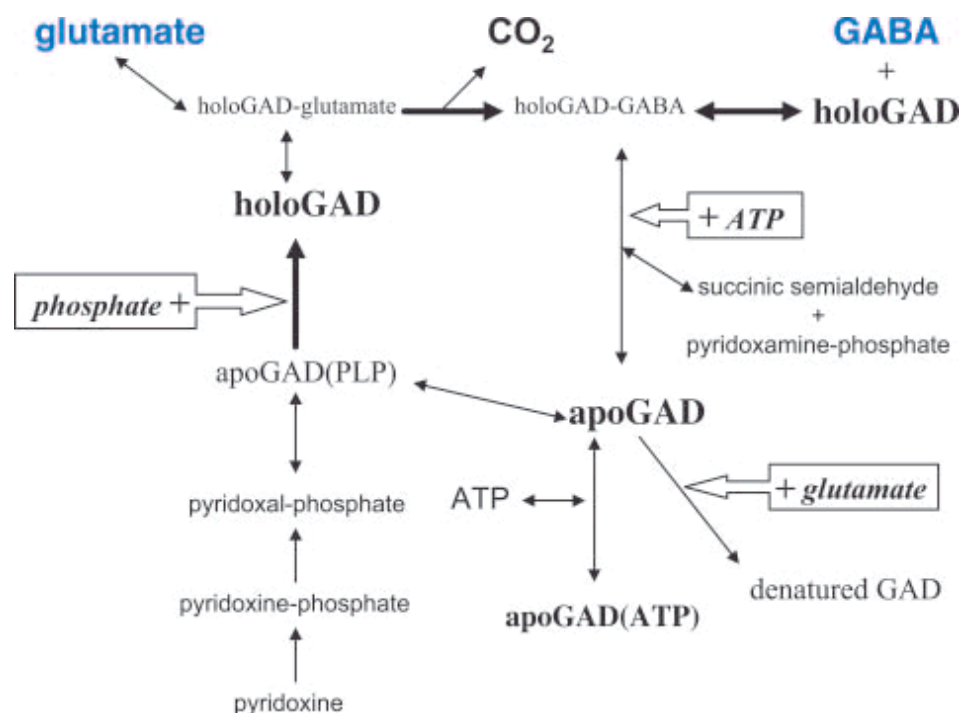 glutamate
CO2
GABA
+
holoGAD-glutamate
holoGAD-GABA
holoGAD
holoGAD
+ ATP
phosphate +
succinic semialdehyde
+
pyridoxamine-phosphate
apoGAD(PLP)
apoGAD
ATP
+ glutamate
pyridoxal-phosphate
denatured GAD
pyridoxine-phosphate
apoGAD(ATP)
pyridoxine